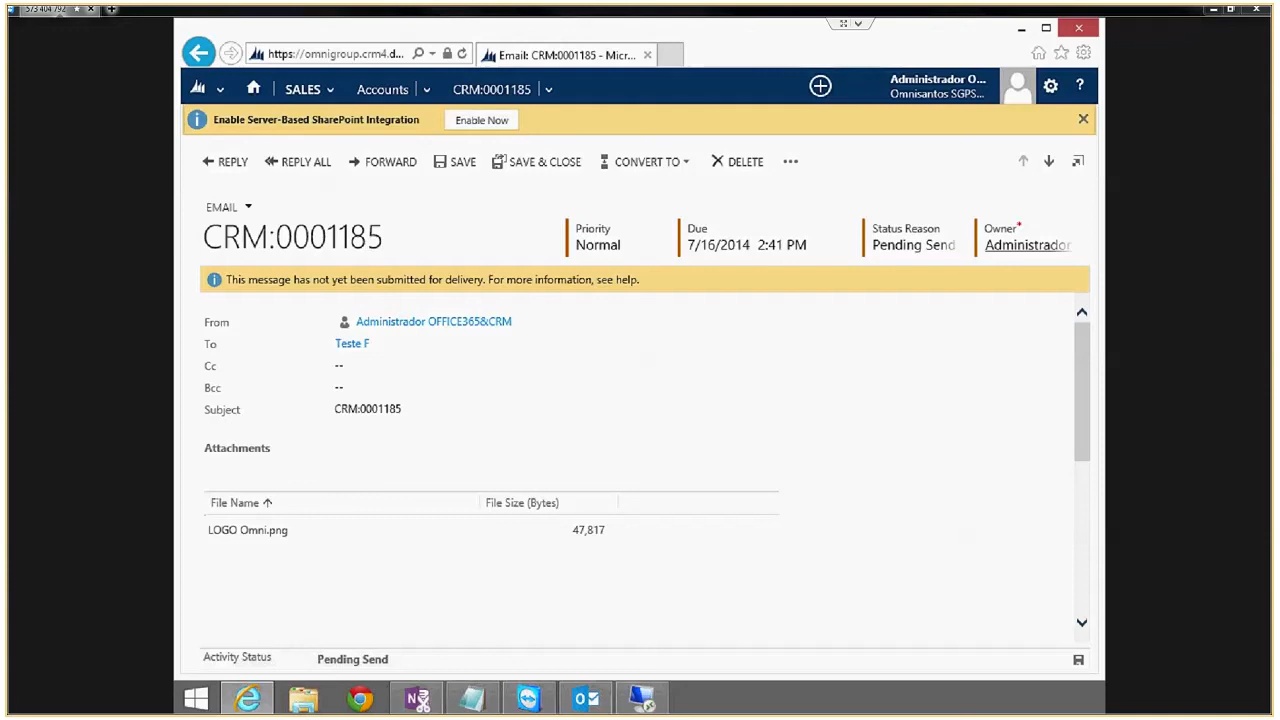 573 404 792
https://omnigroup.crm4.d...
Email: CRM:0001185 - Micr...
SALES
Accounts
CRM:0001185
Administrador O...
Omnisantos SGPS...
?
Enable Server-Based SharePoint Integration
Enable Now
REPLY
REPLY ALL
FORWARD
SAVE
SAVE & CLOSE
CONVERT TO
DELETE
EMAIL
CRM:0001185
Priority
Normal
Due
7/16/2014 2:41 PM
Status Reason
Pending Send
Owner*
Administrador
This message has not yet been submitted for delivery. For more information, see help.
From
Administrador OFFICE365&CRM
To
Teste F
Cc
--
Bcc
--
Subject
CRM:0001185
Attachments
File Name
File Size (Bytes)
LOGO Omni.png
47,817
Activity Status
Pending Send